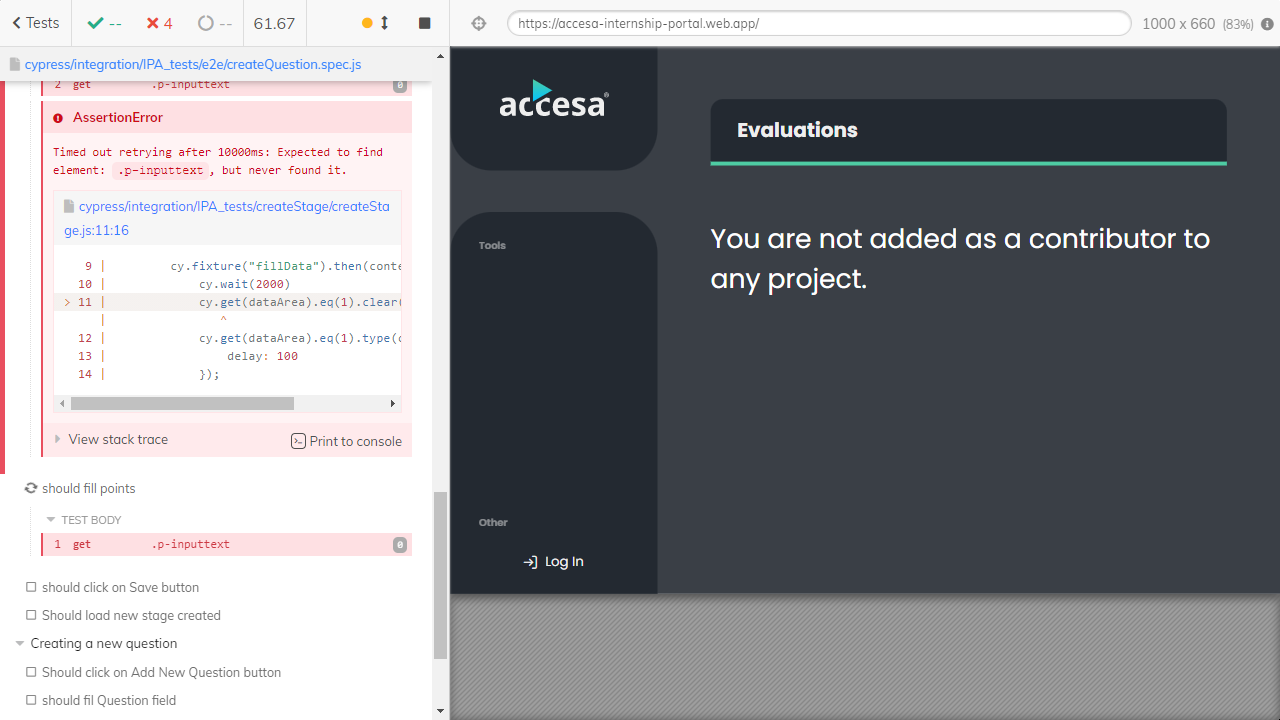 Tests
--
4
--
61.67
https://accesa-internship-portal.web.app/
1000 x 660 (83%)
cypress/integration/IPA_tests/e2e/createQuestion.spec.js
2 get .p-inputtext 0
AssertionError
Timed out retrying after 10000ms: Expected to find
element: .p-inputtext, but never found it.
cypress/integration/IPA_tests/createStage/createSta
ge.js:11:16
9 | cy.fixture("fillData").then(conte
10 | cy.wait(2000)
> 11 | cy.get(dataArea).eq(1).clear(
| ^
12 | cy.get(dataArea).eq(1).type(c
13 | delay: 100
14 | });
View stack trace
Print to console
should fill points
TEST BODY
1 get .p-inputtext 0
should click on Save button
Should load new stage created
Creating a new question
Should click on Add New Question button
should fil Question field
accesa®
Tools
Other
Log In
Evaluations
You are not added as a contributor to
any project.